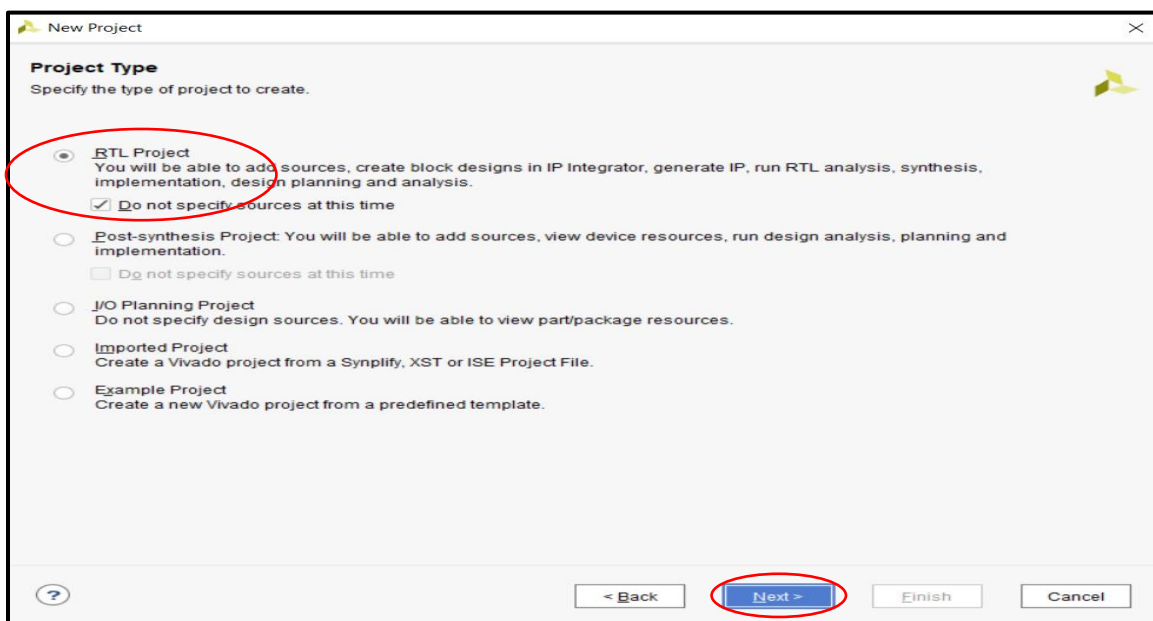 New Project
Project Type
Specify the type of project to create.
RTL Project
You will be able to add sources, create block designs in IP Integrator, generate IP, run RTL analysis, synthesis,
implementation, design planning and analysis.
Do not specify sources at this time
Post-synthesis Project: You will be able to add sources, view device resources, run design analysis, planning and
implementation.
Do not specify sources at this time
I/O Planning Project
Do not specify design sources. You will be able to view part/package resources.
Imported Project
Create a Vivado project from a Synplify, XST or ISE Project File.
Example Project
Create a new Vivado project from a predefined template.
? < Back Next > Finish Cancel